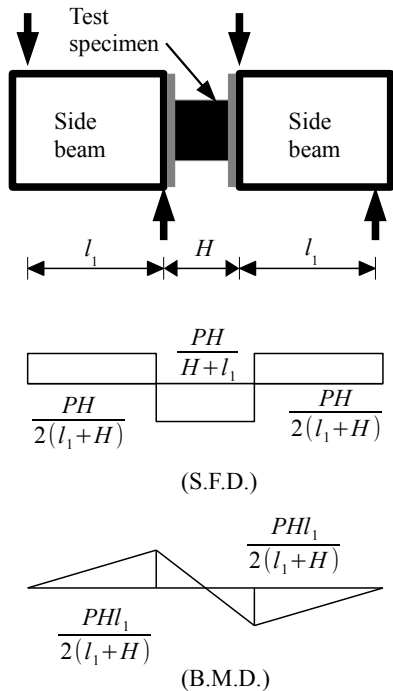 Test
specimen
Side
beam
Side
beam
l₁ H l₁
PH/(H+l₁)
PH/(2(l₁+H)) PH/(2(l₁+H))
(S.F.D.)
PHl₁/(2(l₁+H))
PHl₁/(2(l₁+H))
(B.M.D.)